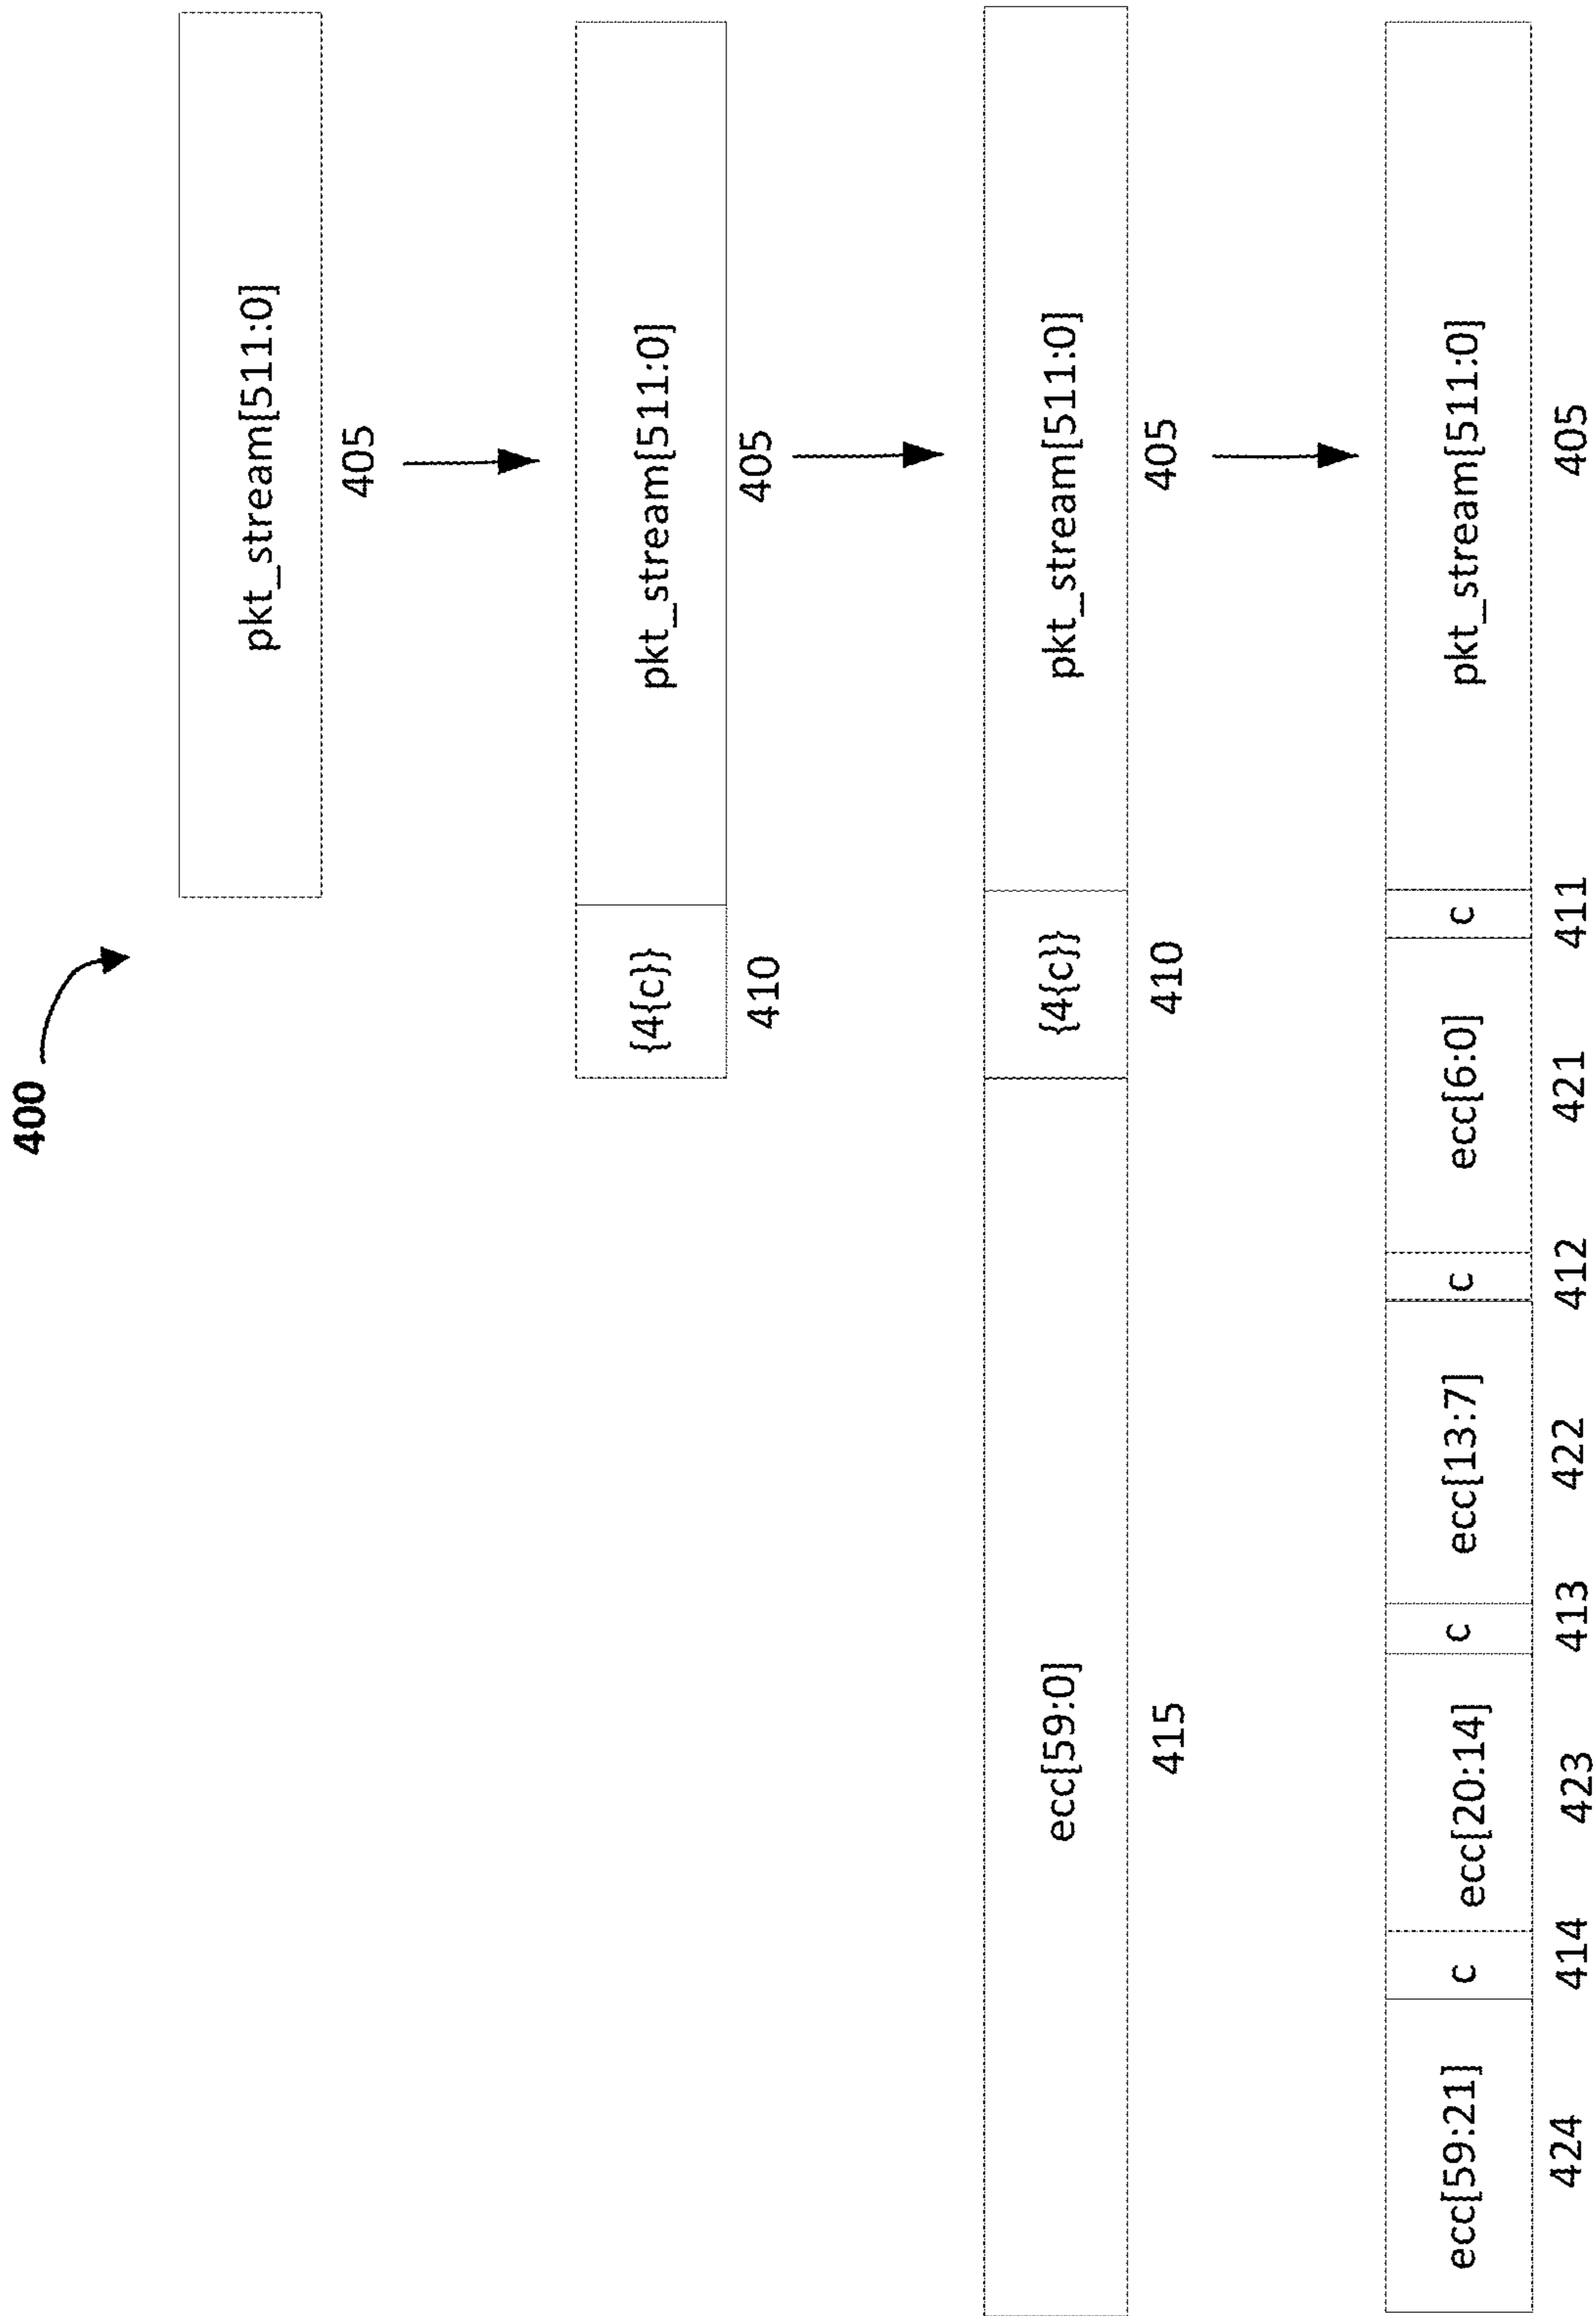 400
pkt_stream[511:0]
405
{4{c}}
pkt_stream[511:0]
410
405
ecc[59:0]
{4{c}}
pkt_stream[511:0]
415
410
405
ecc[59:21]
c
ecc[20:14]
c
ecc[13:7]
c
ecc[6:0]
c
pkt_stream[511:0]
424
414
423
413
422
412
421
411
405